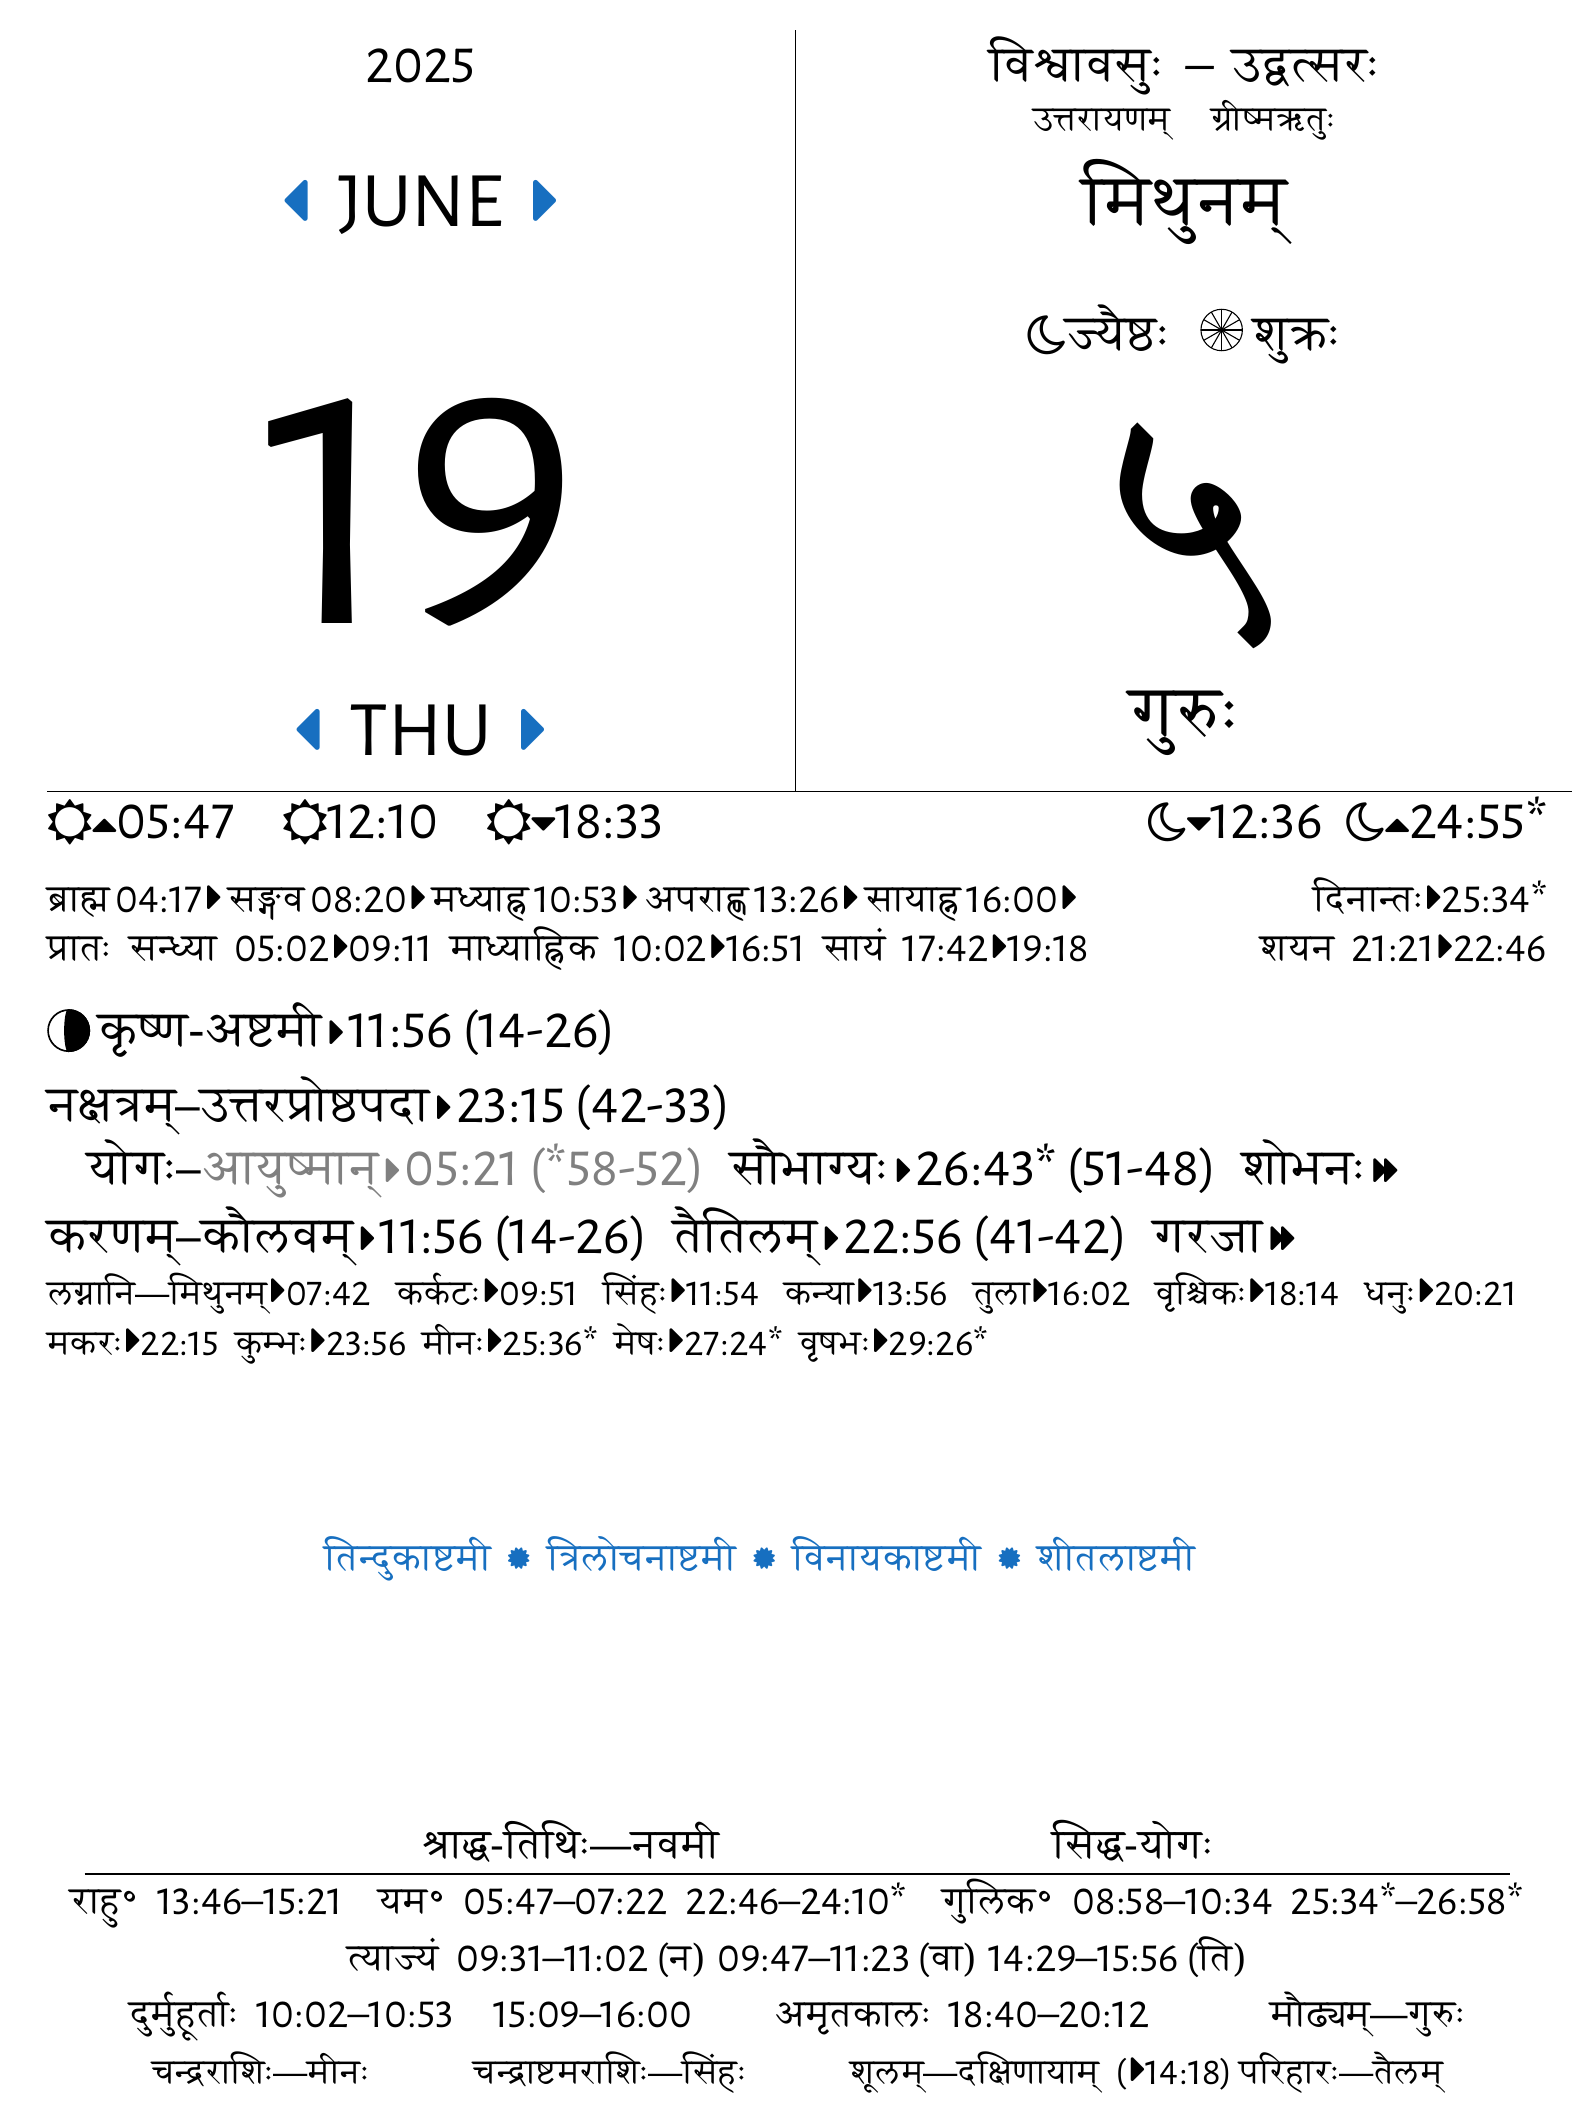 2025
JUNE
19
THU
विश्वावसुः – उद्वत्सरः
उत्तरायणम् ग्रीष्मऋतुः
मिथुनम्
ज्यैष्ठः शुक्रः
५
गुरुः
05:47 12:10 18:33 12:36 24:55*
ब्राह्म 04:17 सङ्गव 08:20 मध्याह्न 10:53 अपराह्ण 13:26 सायाह्न 16:00 दिनान्तः 25:34*
प्रातः सन्ध्या 05:02 09:11 माध्याह्निक 10:02 16:51 सायं 17:42 19:18 शयन 21:21 22:46
कृष्ण-अष्टमी 11:56 (14-26)
नक्षत्रम्–उत्तरप्रोष्ठपदा 23:15 (42-33)
योगः–आयुष्मान् 05:21 (*58-52) सौभाग्यः 26:43* (51-48) शोभनः
करणम्–कौलवम् 11:56 (14-26) तैतिलम् 22:56 (41-42) गरजा
लग्नानि—मिथुनम् 07:42 कर्कटः 09:51 सिंहः 11:54 कन्या 13:56 तुला 16:02 वृश्चिकः 18:14 धनुः 20:21
मकरः 22:15 कुम्भः 23:56 मीनः 25:36* मेषः 27:24* वृषभः 29:26*
तिन्दुकाष्टमी ✹ त्रिलोचनाष्टमी ✹ विनायकाष्टमी ✹ शीतलाष्टमी
श्राद्ध-तिथिः—नवमी सिद्ध-योगः
राहु॰ 13:46–15:21 यम॰ 05:47–07:22 22:46–24:10* गुलिक॰ 08:58–10:34 25:34*–26:58*
त्याज्यं 09:31–11:02 (न) 09:47–11:23 (वा) 14:29–15:56 (ति)
दुर्मुहूर्ताः 10:02–10:53 15:09–16:00 अमृतकालः 18:40–20:12 मौढ्यम्—गुरुः
चन्द्रराशिः—मीनः चन्द्राष्टमराशिः—सिंहः शूलम्—दक्षिणायाम् (14:18) परिहारः—तैलम्